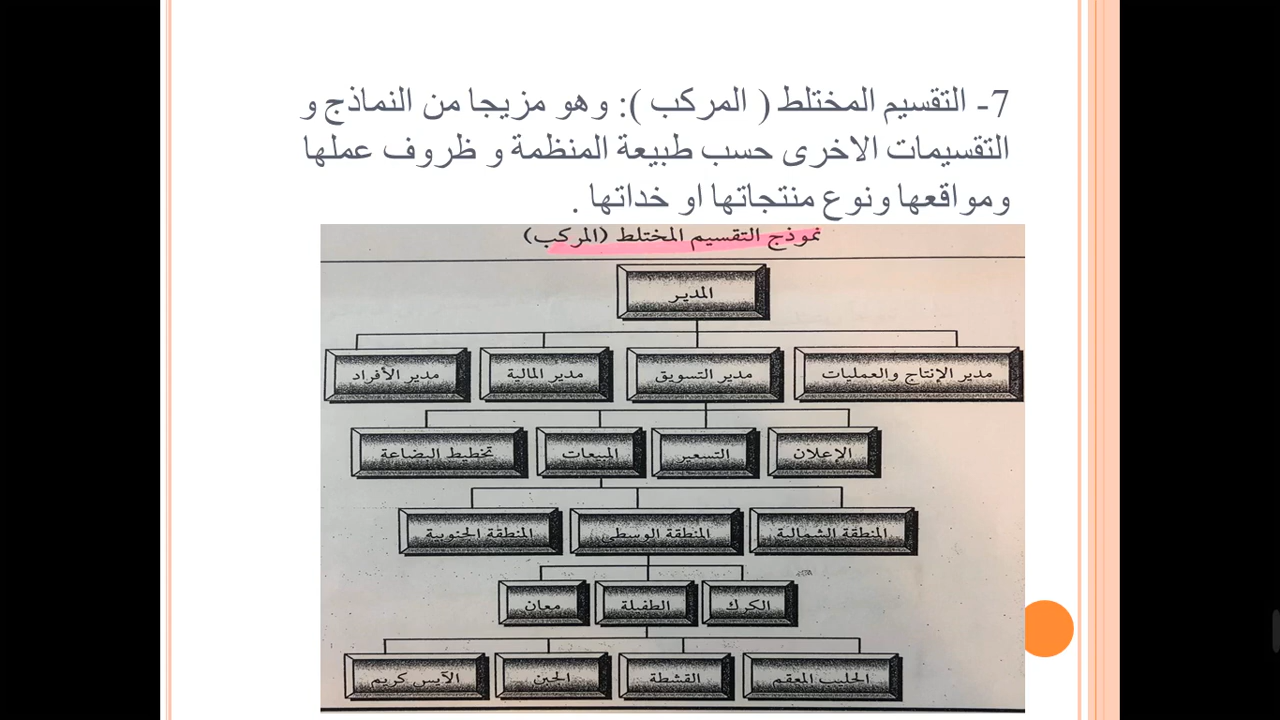 7- التقسيم المختلط ( المركب ): وهو مزيجا من النماذج و
التقسيمات الاخرى حسب طبيعة المنظمة و ظروف عملها
ومواقعها ونوع منتجاتها او خداتها .
نموذج التقسيم المختلط (المركب)
المدير
مدير الإنتاج والعمليات مدير التسويق مدير المالية مدير الأفراد
الإعلان التسعير المبيعات تخطيط البضاعة
المنطقة الشمالية المنطقة الوسطى المنطقة الجنوبية
الكرك الطفيلة معان
الحليب المعقم القشطة الجبن الآيس كريم